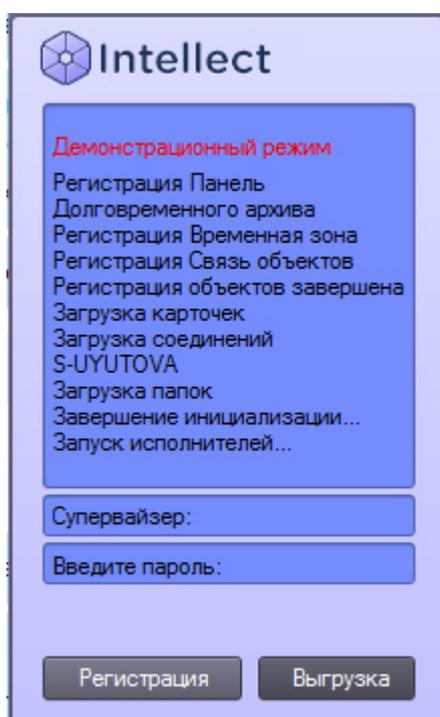 Intellect
Демонстрационный режим
Регистрация Панель
Долговременного архива
Регистрация Временная зона
Регистрация Связь объектов
Регистрация объектов завершена
Загрузка карточек
Загрузка соединений
S-UYUTOVA
Загрузка папок
Завершение инициализации...
Запуск исполнителей...
Супервайзер:
Введите пароль:
Регистрация
Выгрузка